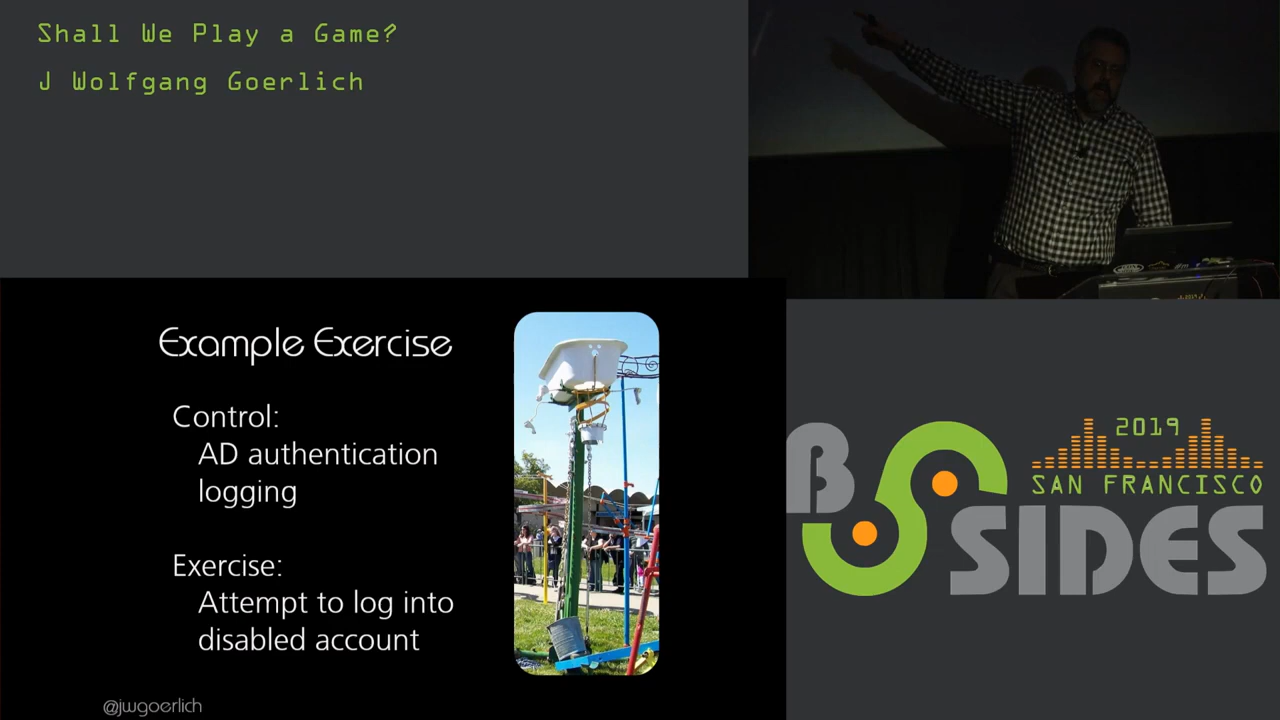 Shall We Play a Game?
J Wolfgang Goerlich
Example Exercise
Control:
AD authentication
logging
Exercise:
Attempt to log into
disabled account
@jwgoerlich
2019
SAN FRANCISCO
B
SIDES